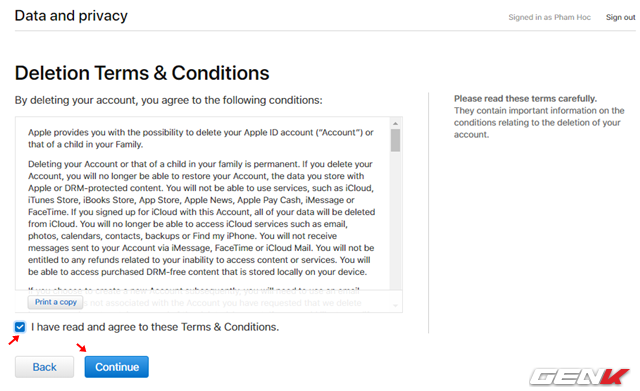 Data and privacy
Signed in as Pham Hoc
Sign out
Deletion Terms & Conditions
By deleting your account, you agree to the following conditions:
Apple provides you with the possibility to delete your Apple ID account (“Account”) or
that of a child in your Family.
Deleting your Account or that of a child in your family is permanent. If you delete your
Account, you will no longer be able to restore your Account, the data you store with
Apple or DRM-protected content. You will not be able to use services, such as iCloud,
iTunes Store, iBooks Store, App Store, Apple News, Apple Pay Cash, iMessage or
FaceTime. If you signed up for iCloud with this Account, all of your data will be deleted
from iCloud. You will no longer be able to access iCloud services such as email,
photos, calendars, contacts, backups or Find my iPhone. You will not receive
messages sent to your Account via iMessage, FaceTime or iCloud Mail. You will not be
entitled to any refunds related to your inability to access content or services. You will
be able to access purchased DRM-free content that is stored locally on your device.
If you choose to create a new Account subsequently, you will need to use an email
not associated with the Account you have requested that we delete
Print a copy
I have read and agree to these Terms & Conditions.
Back
Continue
Please read these terms carefully.
They contain important information on the
conditions relating to the deletion of your
account.
GENK